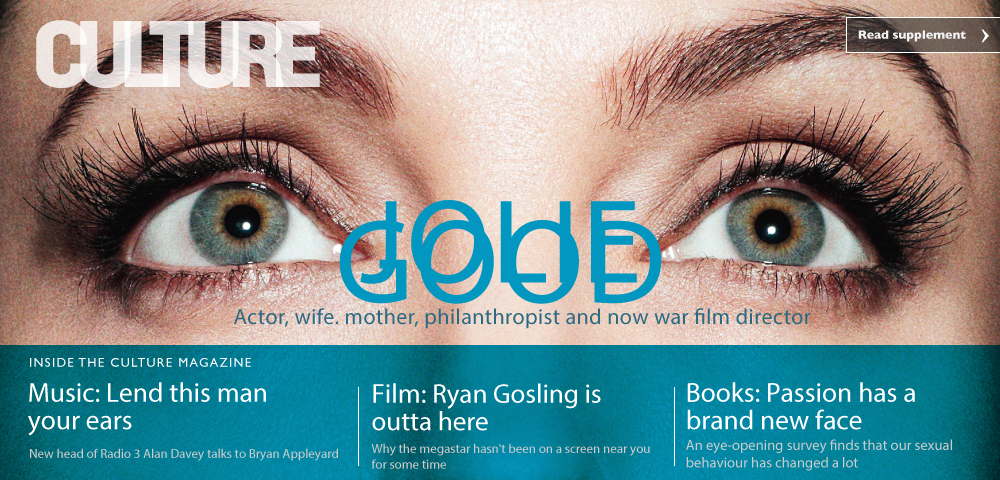 CULTURE
Read supplement
JOLIE
GOOD
Actor, wife. mother, philanthropist and now war film director
INSIDE THE CULTURE MAGAZINE
Music: Lend this man
your ears
New head of Radio 3 Alan Davey talks to Bryan Appleyard
Film: Ryan Gosling is
outta here
Why the megastar hasn't been on a screen near you
for some time
Books: Passion has a
brand new face
An eye-opening survey finds that our sexual
behaviour has changed a lot